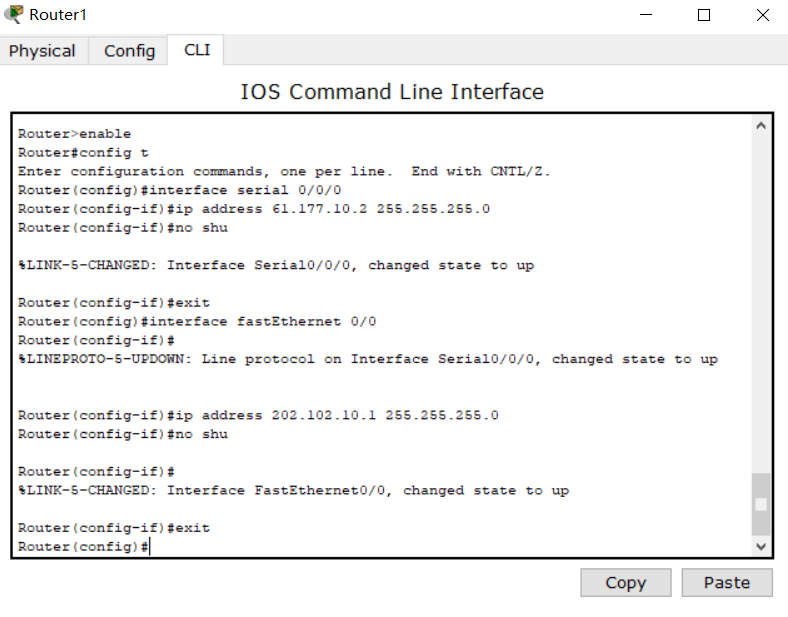 Router1
Physical Config CLI
IOS Command Line Interface
Router>enable
Router#config t
Enter configuration commands, one per line.  End with CNTL/Z.
Router(config)#interface serial 0/0/0
Router(config-if)#ip address 61.177.10.2 255.255.255.0
Router(config-if)#no shu
%LINK-5-CHANGED: Interface Serial0/0/0, changed state to up
Router(config-if)#exit
Router(config)#interface fastEthernet 0/0
Router(config-if)#
%LINEPROTO-5-UPDOWN: Line protocol on Interface Serial0/0/0, changed state to up
Router(config-if)#ip address 202.102.10.1 255.255.255.0
Router(config-if)#no shu
Router(config-if)#
%LINK-5-CHANGED: Interface FastEthernet0/0, changed state to up
Router(config-if)#exit
Router(config)#
Copy Paste